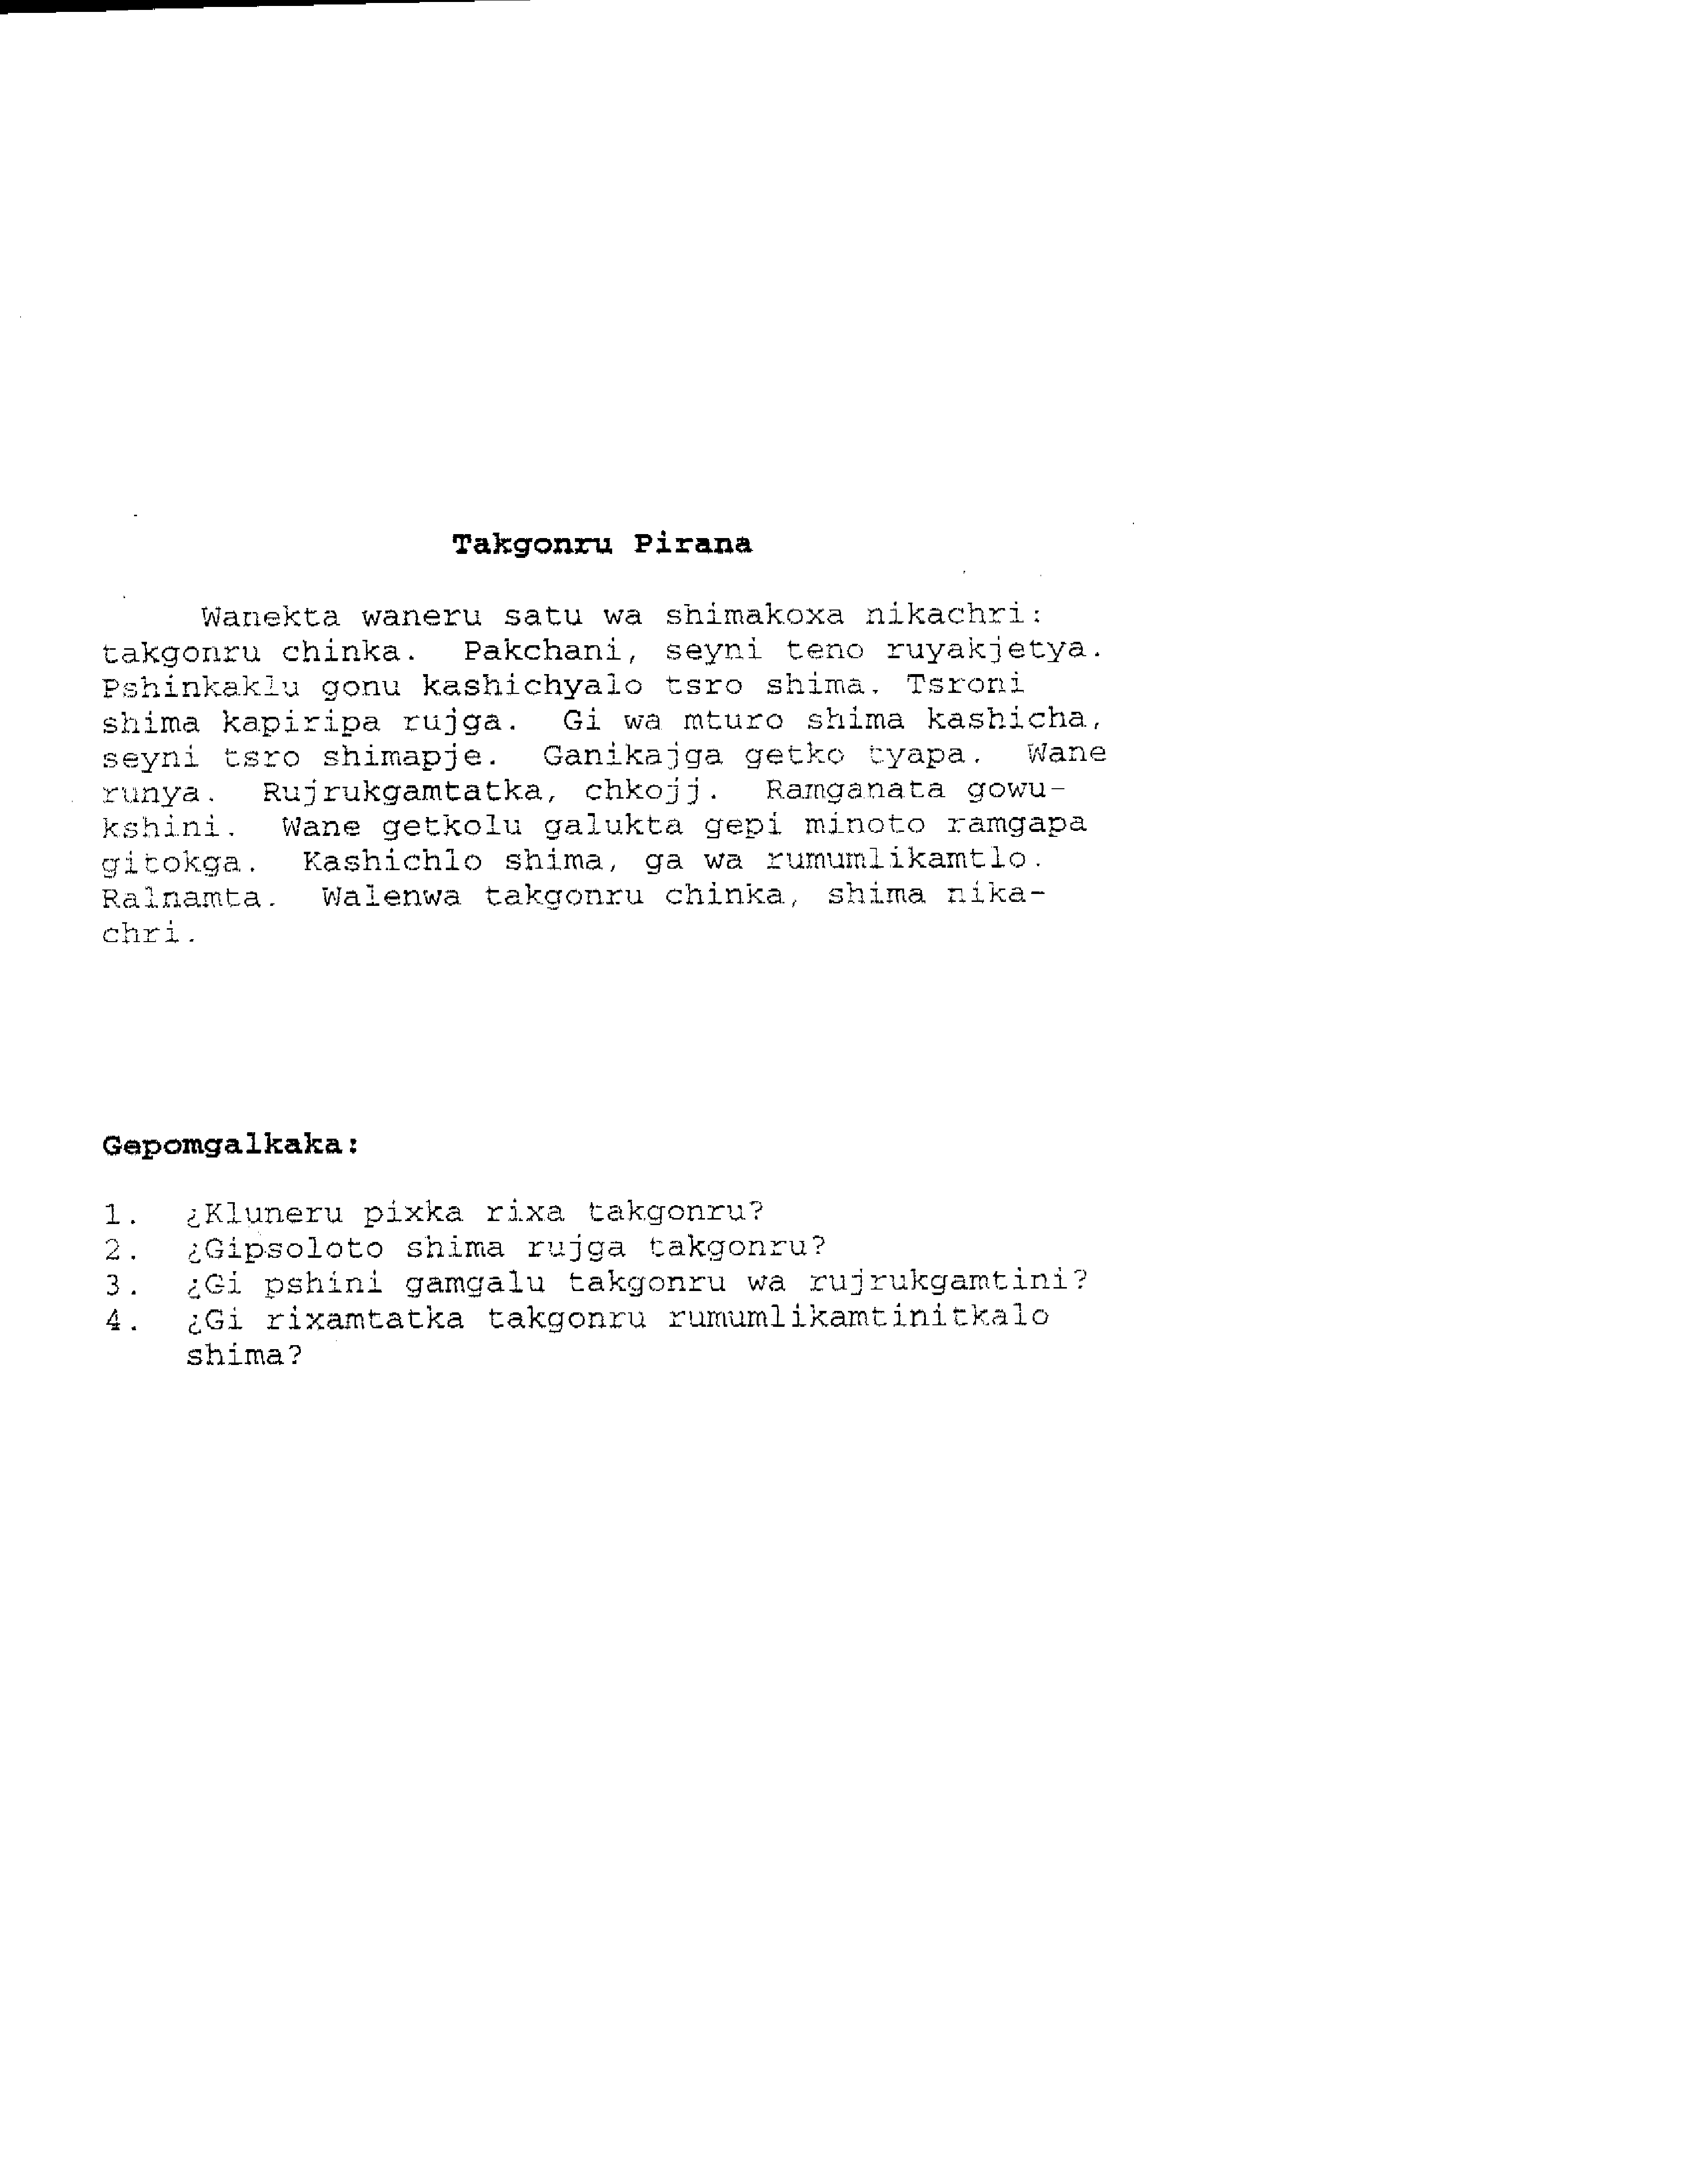 Takgonru Pirana
Wanekta waneru satu wa shimakoxa nikachri:
takgonru chinka. Pakchani, seyni teno ruyakjetya.
Pshinkaklu gonu kashichyalo tsro shima. Tsroni
shima kapiripa rujga. Gi wa mturo shima kashicha,
seyni tsro shimapje. Ganikajga getko tyapa. Wane
runya. Rujrukgamtatka, chkojj. Ramganata gowu-
kshini. Wane getkolu galukta gepi minoto ramgapa
gitokga. Kashichlo shima, ga wa rumumlikamtlo.
Ralnamta. Walenwa takgonru chinka, shima nika-
chri.
Gepomgalkaka:
1. ¿Kluneru pixka rixa takgonru?
2. ¿Gipsoloto shima rujga takgonru?
3. ¿Gi pshini gamgalu takgonru wa rujrukgamtini?
4. ¿Gi rixamtatka takgonru rumumlikamtinitkalo
shima?